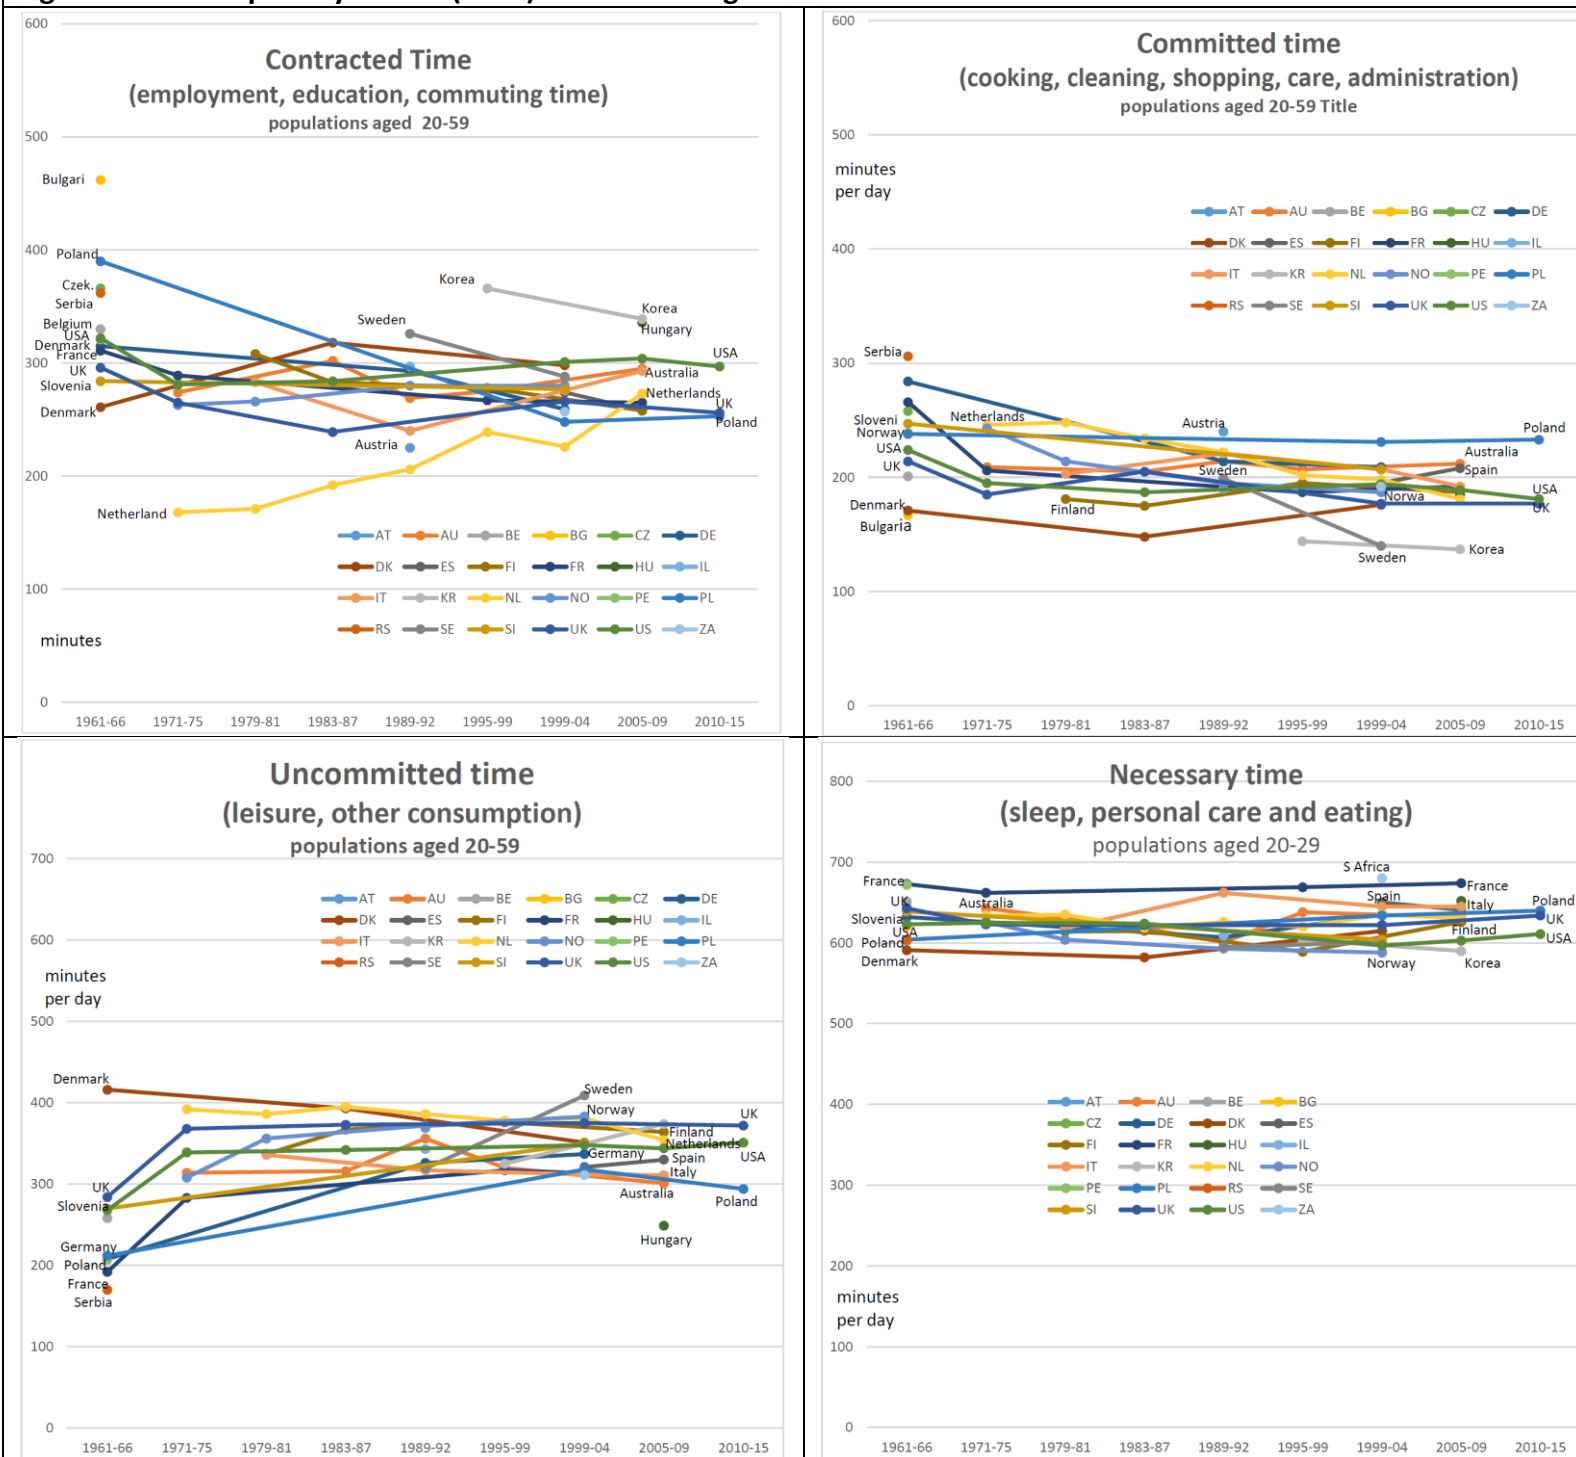 Contracted Time
(employment, education, commuting time)
populations aged 20-59
600
500
400
300
200
100
0
minutes
Bulgari
Poland
Czek.
Serbia
Belgium
USA
Denmark
France
UK
Slovenia
Denmark
Netherland
Korea
Sweden
Austria
Korea
Hungary
USA
Australia
Netherlands
UK
Poland
AT AU BE BG CZ DE
DK ES FI FR HU IL
IT KR NL NO PE PL
RS SE SI UK US ZA
1961-66 1971-75 1979-81 1983-87 1989-92 1995-99 1999-04 2005-09 2010-15
Committed time
(cooking, cleaning, shopping, care, administration)
populations aged 20-59 Title
600
500
400
300
200
100
0
minutes
per day
AT AU BE BG CZ DE
DK ES FI FR HU IL
IT KR NL NO PE PL
RS SE SI UK US ZA
Serbia
Sloveni
Norway
USA
UK
Denmark
Bulgaria
Netherlands
Finland
Austria
Sweden
Norwa
Sweden
Poland
Australia
Spain
USA
UK
Korea
1961-66 1971-75 1979-81 1983-87 1989-92 1995-99 1999-04 2005-09 2010-15
Uncommitted time
(leisure, other consumption)
populations aged 20-59
700
600
500
400
300
200
100
0
minutes
per day
AT AU BE BG CZ DE
DK ES FI FR HU IL
IT KR NL NO PE PL
RS SE SI UK US ZA
Denmark
UK
Slovenia
Germany
Poland
France
Serbia
Sweden
Norway
Germany
UK
Finland
Netherlands
Spain
Italy
USA
Australia
Poland
Hungary
1961-66 1971-75 1979-81 1983-87 1989-92 1995-99 1999-04 2005-09 2010-15
Necessary time
(sleep, personal care and eating)
populations aged 20-29
800
700
600
500
400
300
200
100
0
S Africa
France
UK
Slovenia
USA
Poland
Denmark
Australia
Spain
France
Italy
Finland
Norway
Korea
Poland
UK
USA
AT AU BE BG
CZ DE DK ES
FI FR HU IL
IT KR NL NO
PE PL RS SE
SI UK US ZA
minutes
per day
1961-66 1971-75 1979-81 1983-87 1989-92 1995-99 1999-04 2005-09 2010-15